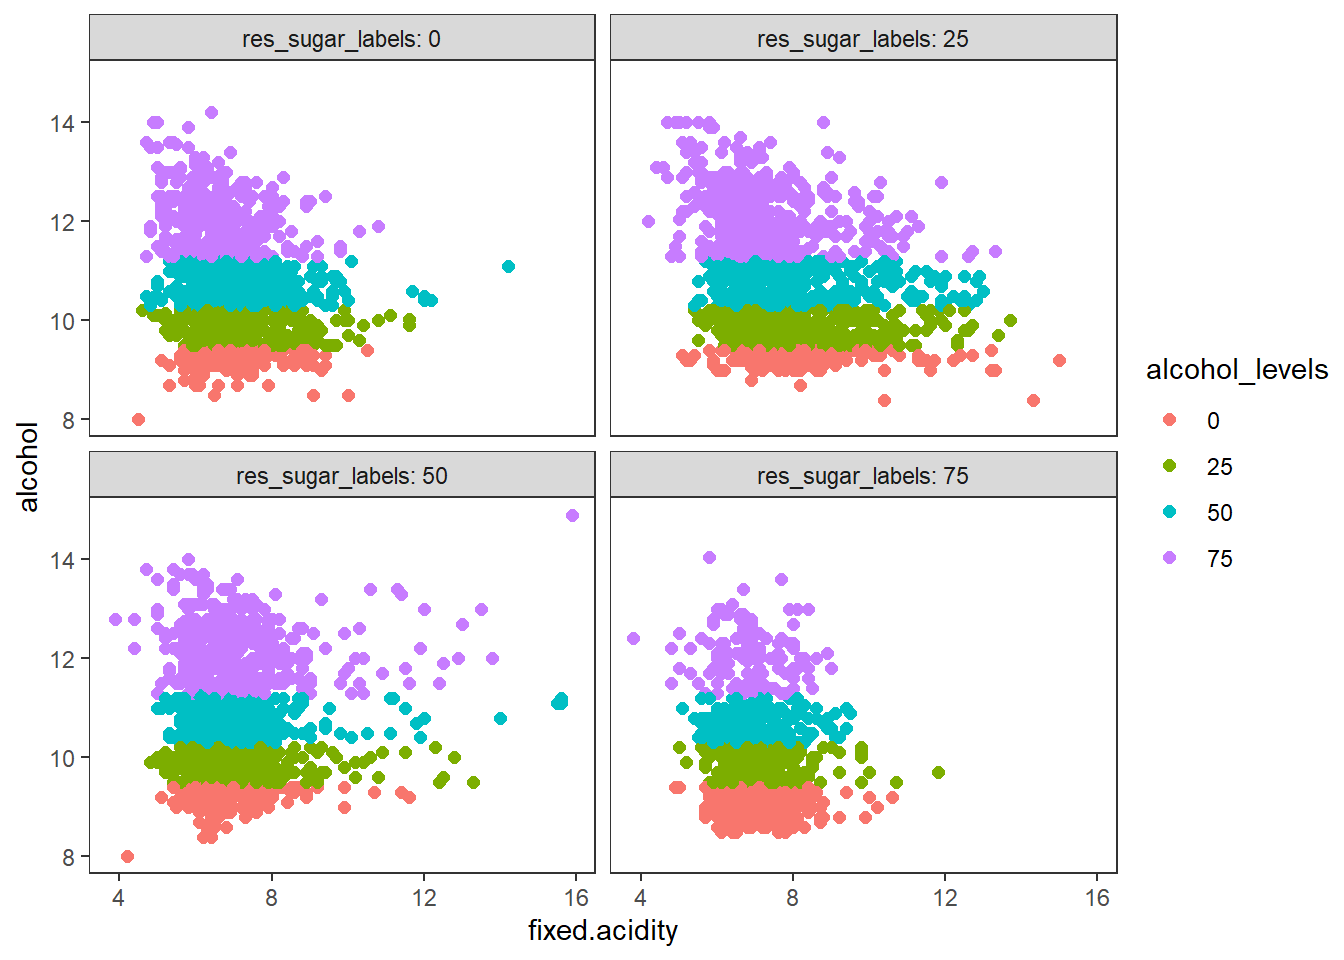 res_sugar_labels: 0
res_sugar_labels: 25
14
12
10
8
res_sugar_labels: 50
res_sugar_labels: 75
14
12
10
8
4
8
12
16
4
8
12
16
fixed.acidity
alcohol
alcohol_levels
0
25
50
75